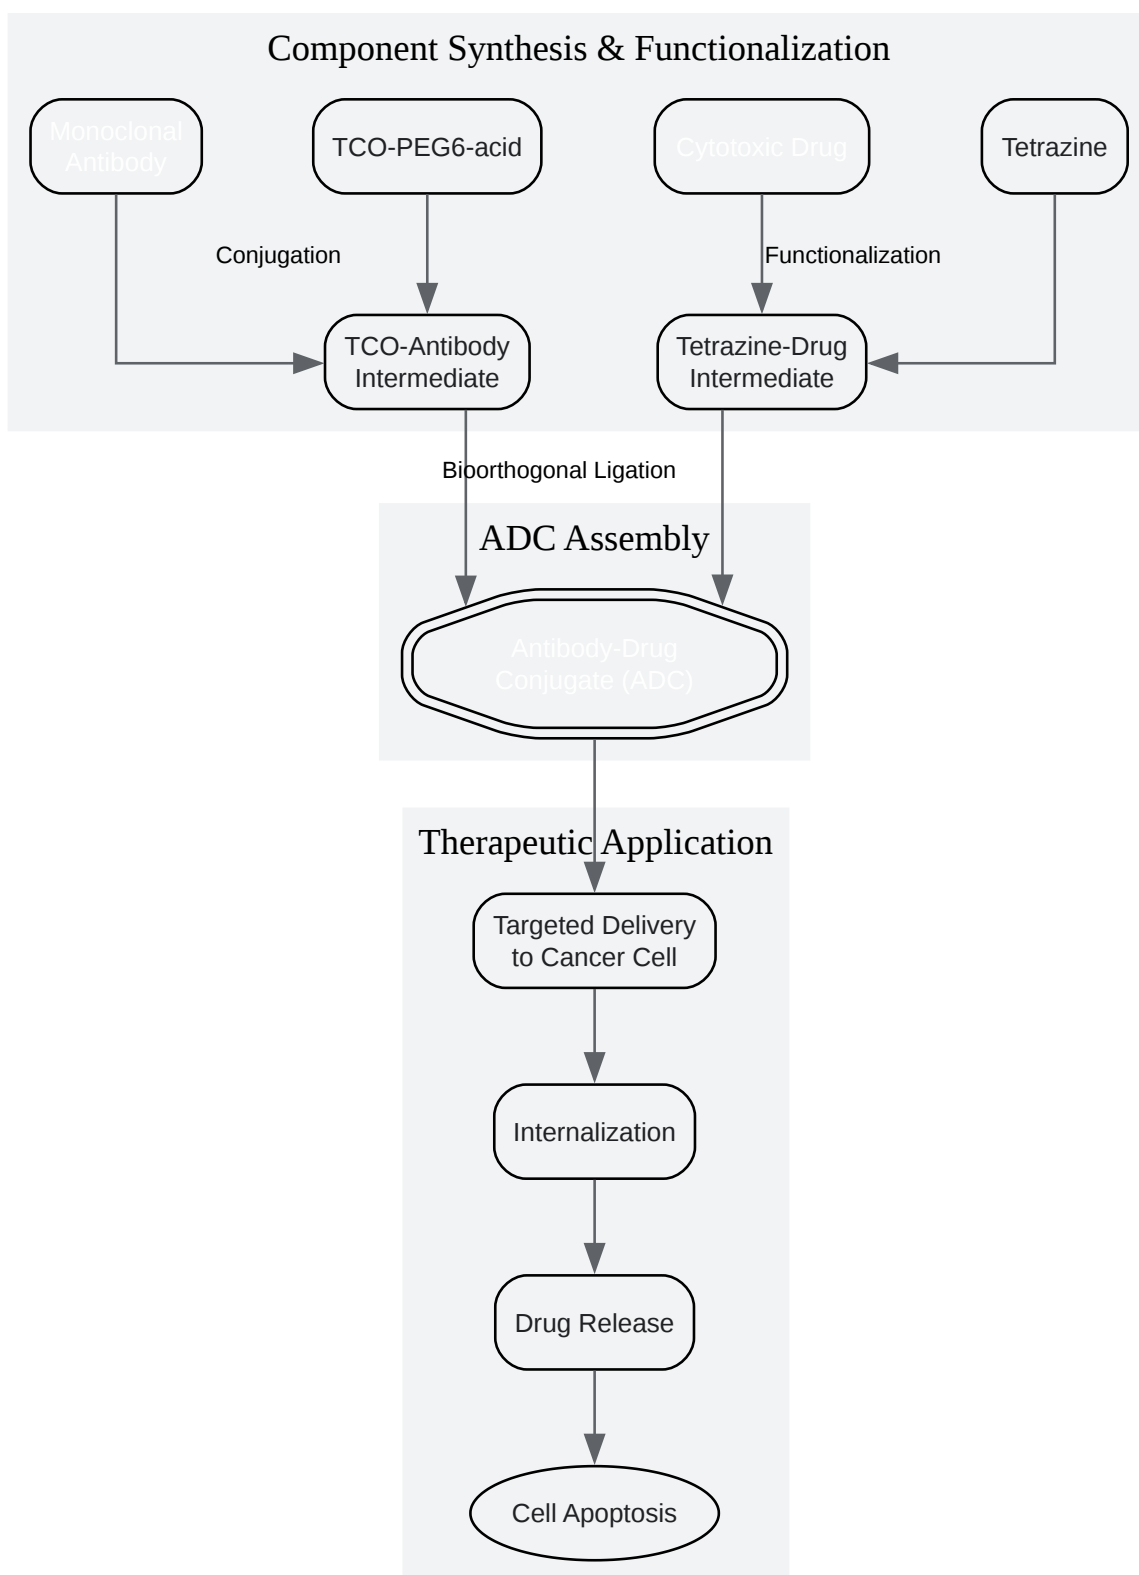 Component Synthesis & Functionalization
Monoclonal
Antibody
TCO-PEG6-acid
Cytotoxic Drug
Tetrazine
Conjugation
Functionalization
TCO-Antibody
Intermediate
Tetrazine-Drug
Intermediate
Bioorthogonal Ligation
ADC Assembly
Antibody-Drug
Conjugate (ADC)
Therapeutic Application
Targeted Delivery
to Cancer Cell
Internalization
Drug Release
Cell Apoptosis